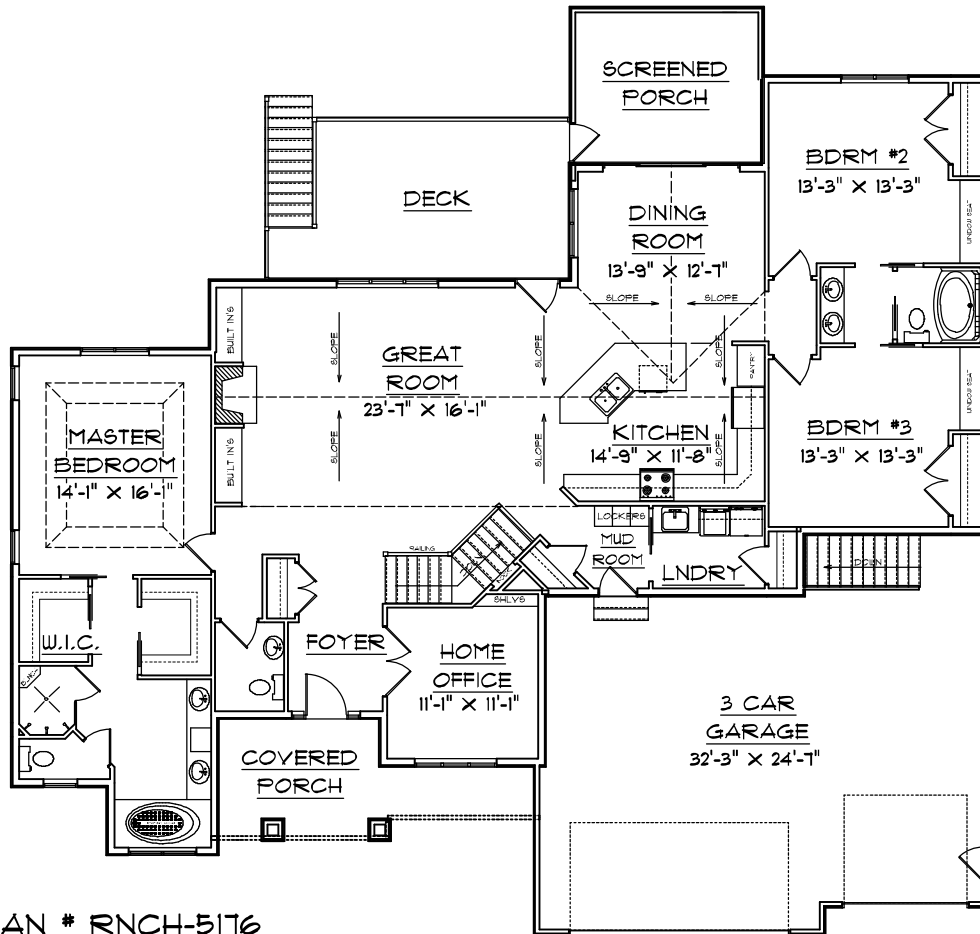 SCREENED
PORCH
BDRM #2
13'-3" X 13'-3"
DECK
DINING
ROOM
13'-9" X 12'-7"
SLOPE
SLOPE
BUILT IN'S
SLOPE
SLOPE
SLOPE
GREAT
ROOM
23'-7" X 16'-1"
PANTRY
MASTER
BEDROOM
14'-1" X 16'-1"
BUILT IN'S
SLOPE
SLOPE
SLOPE
KITCHEN
14'-9" X 11'-8"
BDRM #3
13'-3" X 13'-3"
LOCKERS
MUD
ROOM
LNDRY
RAILING
DOWN
SHLVS
W.I.C.
FOYER
HOME
OFFICE
11'-1" X 11'-1"
BENCH
3 CAR
GARAGE
32'-3" X 24'-7"
COVERED
PORCH
AN # RNCH-5176